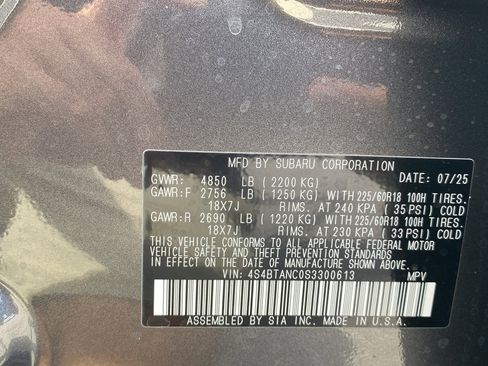 MFD BY SUBARU CORPORATION DATE: 07/25
GVWR: 4850 LB (2200 KG)
GAWR:F 2756 LB (1250 KG) WITH 225/60R18 100H TIRES.
18X7J RIMS. AT 240 KPA (35 PSI) COLD
GAWR:R 2690 LB (1220 KG) WITH 225/60R18 100H TIRES.
18X7J RIMS. AT 230 KPA (33 PSI) COLD
THIS VEHICLE CONFORMS TO ALL APPLICABLE FEDERAL MOTOR
VEHICLE SAFETY AND THEFT PREVENTION STANDARDS
IN EFFECT ON THE DATE OF MANUFACTURE SHOWN ABOVE.
VIN: 4S4BTANC0S3300613 MPV
ASSEMBLED BY SIA INC. MADE IN U.S.A.